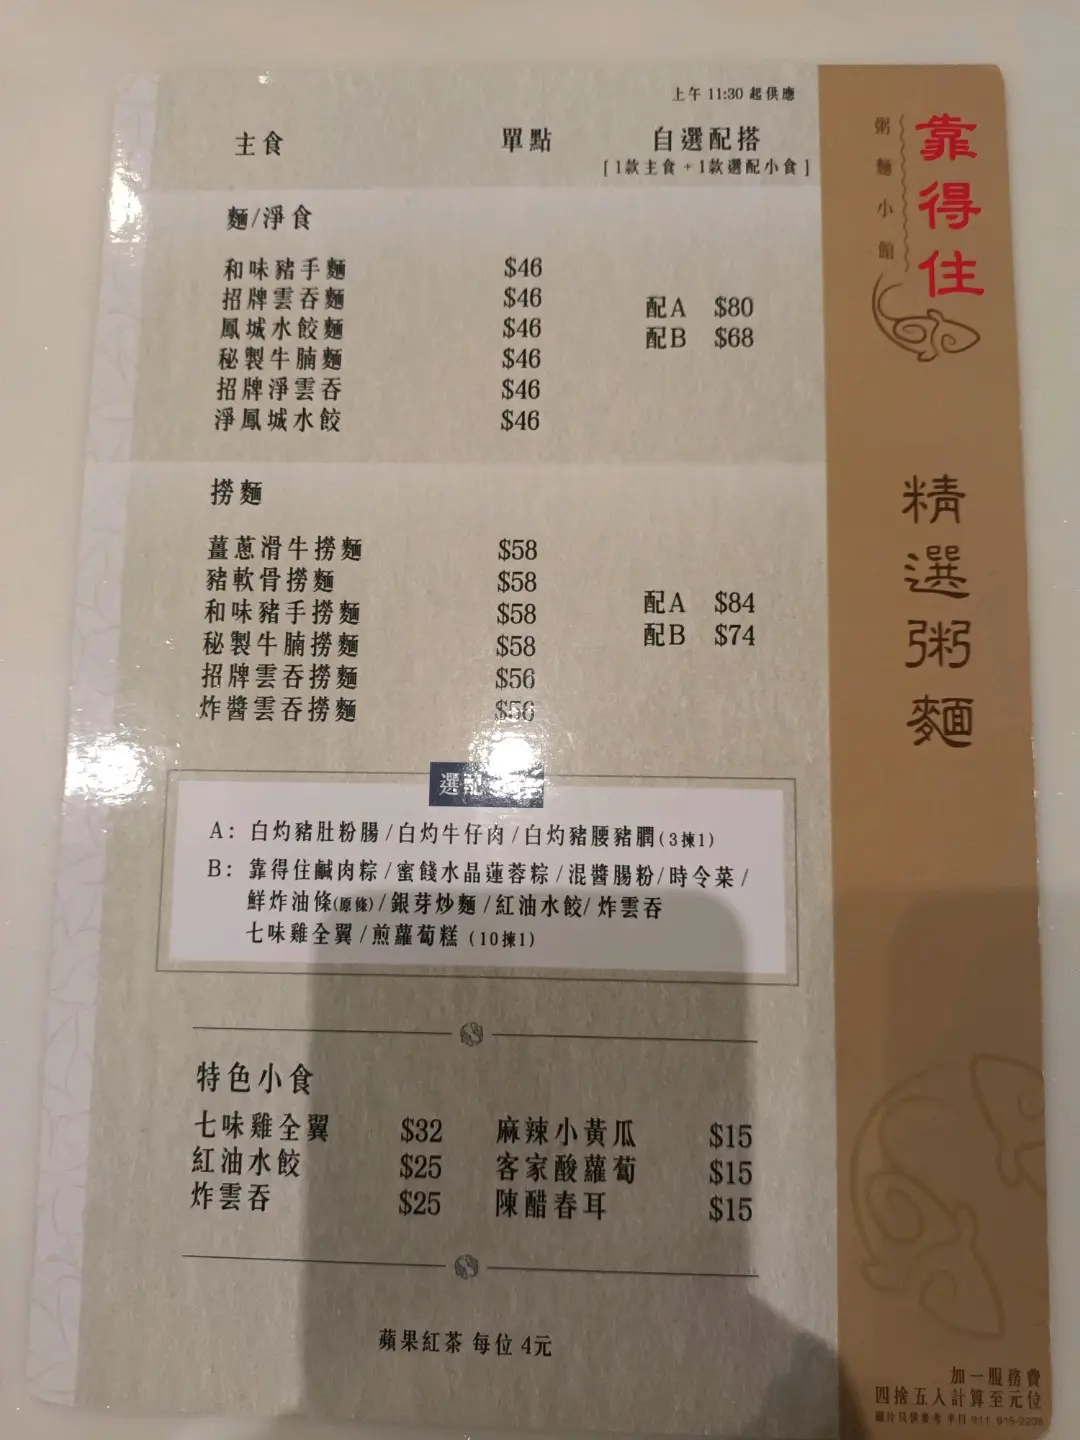 上午 11:30 起供應
主食 單點 自選配搭
[ 1款主食 + 1款選配小食 ]
麵/淨食
和味豬手麵 $46
招牌雲吞麵 $46
鳳城水餃麵 $46
秘製牛腩麵 $46
招牌淨雲吞 $46
淨鳳城水餃 $46
配A $80
配B $68
撈麵
薑蔥滑牛撈麵 $58
豬軟骨撈麵 $58
和味豬手撈麵 $58
秘製牛腩撈麵 $58
招牌雲吞撈麵 $56
炸醬雲吞撈麵 $56
配A $84
配B $74
選配
A: 白灼豬肚粉腸/白灼牛仔肉/白灼豬腰豬膶(3揀1)
B: 靠得住鹹肉粽/蜜餞水晶蓮蓉粽/混醬腸粉/時令菜/
鮮炸油條(原條)/銀芽炒麵/紅油水餃/炸雲吞
七味雞全翼/煎蘿蔔糕(10揀1)
特色小食
七味雞全翼 $32 麻辣小黃瓜 $15
紅油水餃 $25 客家酸蘿蔔 $15
炸雲吞 $25 陳醋春耳 $15
蘋果紅茶 每位 4元
靠得住
粥麵小館
精選粥麵
加一服務費
四捨五入計算至元位